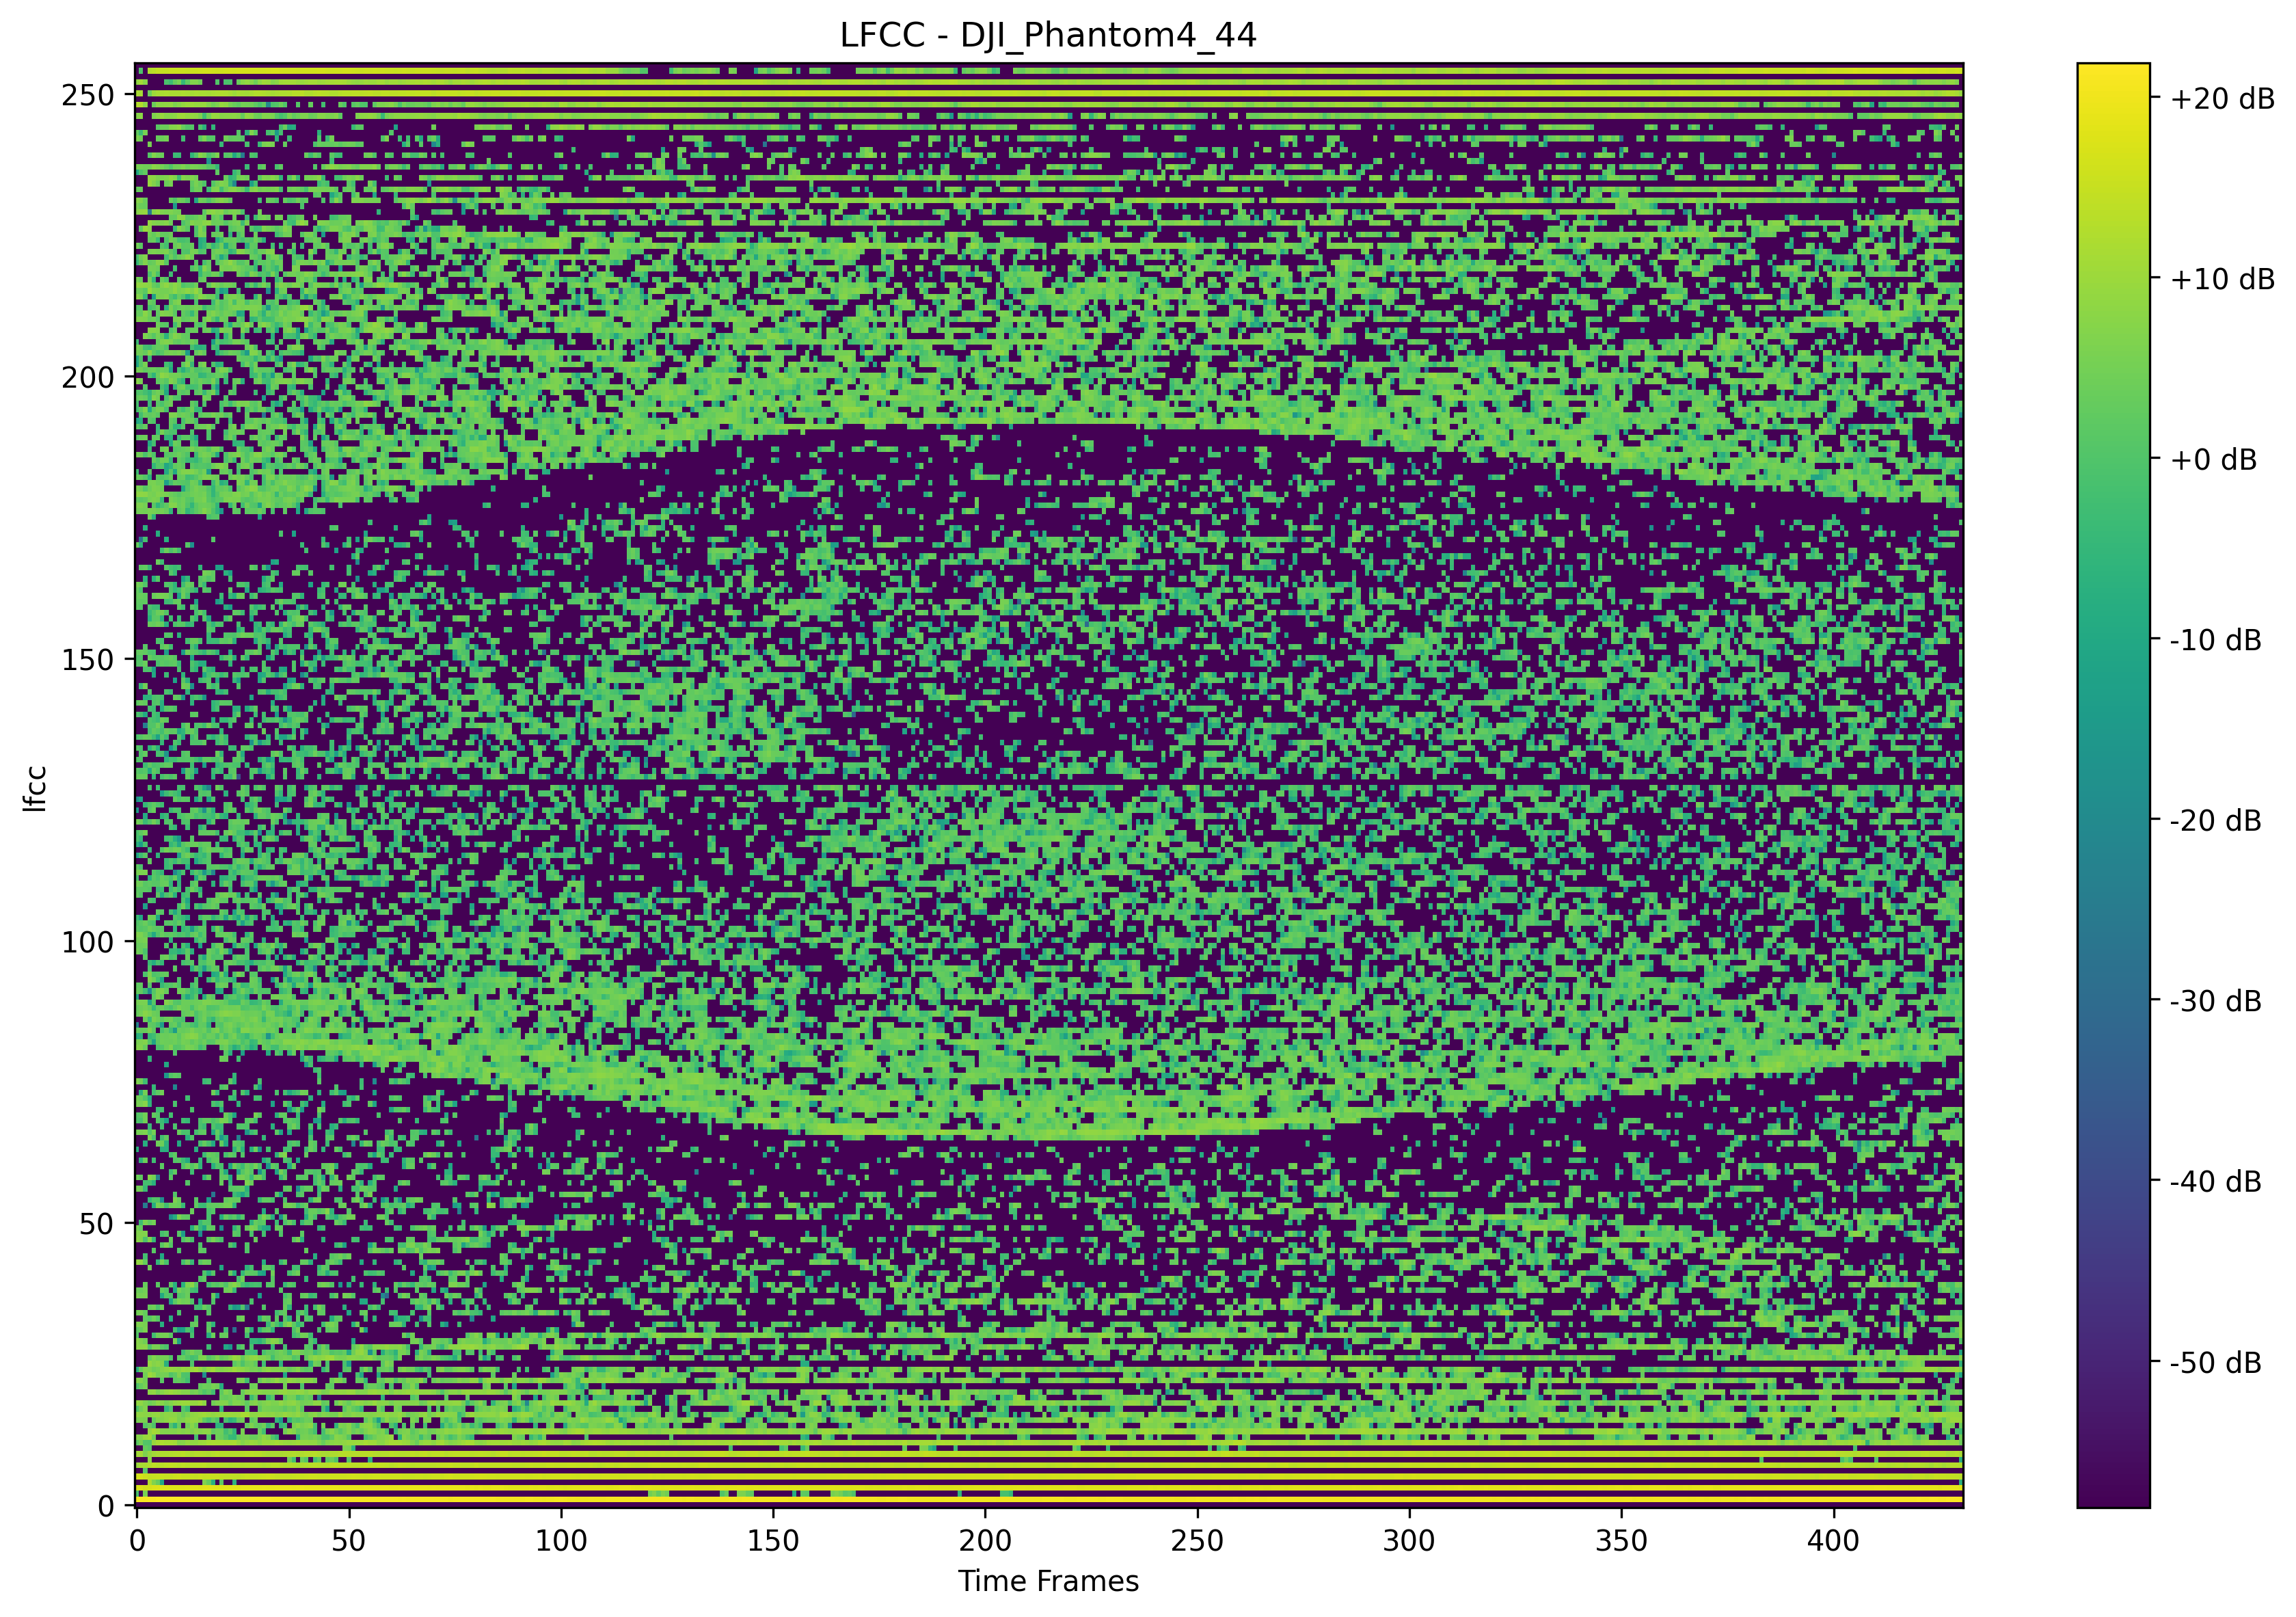 LFCC - DJI_Phantom4_44
250
200
150
100
50
0
lfcc
0 50 100 150 200 250 300 350 400
Time Frames
+20 dB
+10 dB
+0 dB
-10 dB
-20 dB
-30 dB
-40 dB
-50 dB